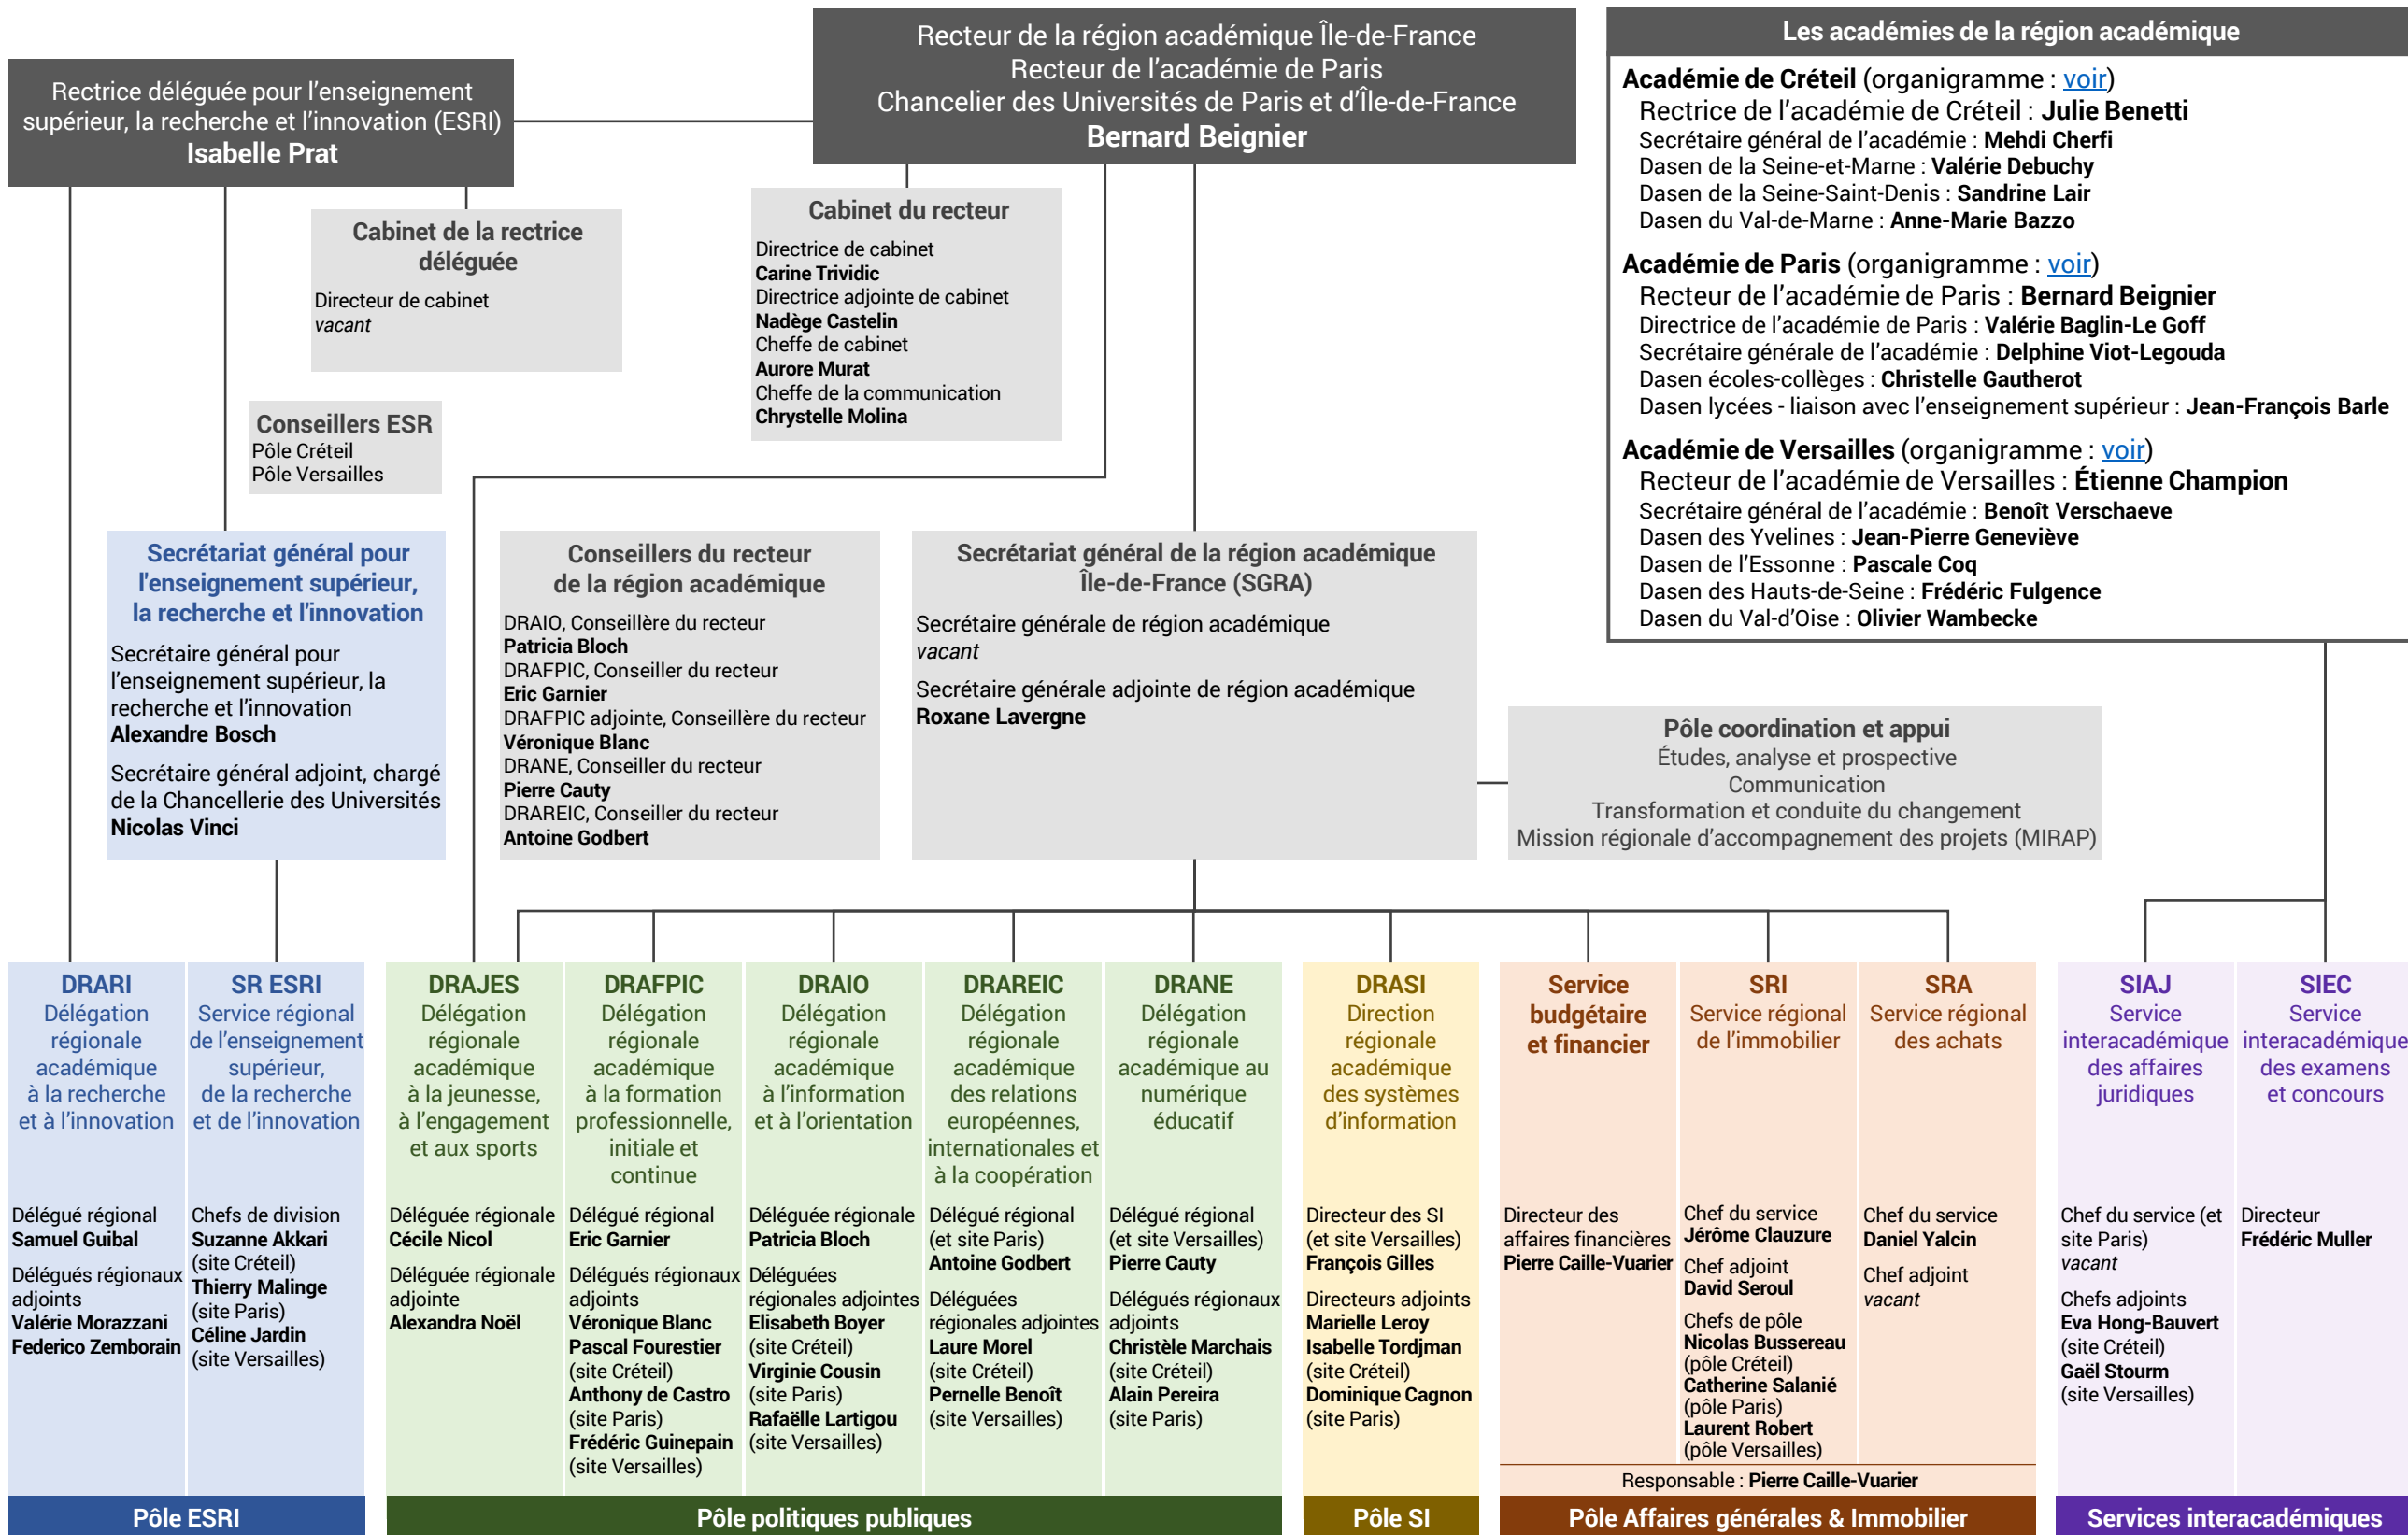 Rectrice déléguée pour l'enseignement
supérieur, la recherche et l'innovation (ESRI)
Isabelle Prat
Recteur de la région académique Île-de-France
Recteur de l'académie de Paris
Chancelier des Universités de Paris et d'Île-de-France
Bernard Beignier
Les académies de la région académique
Académie de Créteil (organigramme : voir)
Rectrice de l'académie de Créteil : Julie Benetti
Secrétaire général de l'académie : Mehdi Cherfi
Dasen de la Seine-et-Marne : Valérie Debuchy
Dasen de la Seine-Saint-Denis : Sandrine Lair
Dasen du Val-de-Marne : Anne-Marie Bazzo
Académie de Paris (organigramme : voir)
Recteur de l'académie de Paris : Bernard Beignier
Directrice de l'académie de Paris : Valérie Baglin-Le Goff
Secrétaire générale de l'académie : Delphine Viot-Legouda
Dasen écoles-collèges : Christelle Gautherot
Dasen lycées - liaison avec l'enseignement supérieur : Jean-François Barle
Académie de Versailles (organigramme : voir)
Recteur de l'académie de Versailles : Étienne Champion
Secrétaire général de l'académie : Benoît Verschaeve
Dasen des Yvelines : Jean-Pierre Geneviève
Dasen de l'Essonne : Pascale Coq
Dasen des Hauts-de-Seine : Frédéric Fulgence
Dasen du Val-d'Oise : Olivier Wambecke
Cabinet de la rectrice
déléguée
Directeur de cabinet
vacant
Cabinet du recteur
Directrice de cabinet
Carine Trividic
Directrice adjointe de cabinet
Nadège Castelin
Cheffe de cabinet
Aurore Murat
Cheffe de la communication
Chrystelle Molina
Conseillers ESR
Pôle Créteil
Pôle Versailles
Secrétariat général pour
l'enseignement supérieur,
la recherche et l'innovation
Secrétaire général pour
l'enseignement supérieur, la
recherche et l'innovation
Alexandre Bosch
Secrétaire général adjoint, chargé
de la Chancellerie des Universités
Nicolas Vinci
Conseillers du recteur
de la région académique
DRAIO, Conseillère du recteur
Patricia Bloch
DRAFPIC, Conseiller du recteur
Eric Garnier
DRAFPIC adjointe, Conseillère du recteur
Véronique Blanc
DRANE, Conseiller du recteur
Pierre Cauty
DRAREIC, Conseiller du recteur
Antoine Godbert
Secrétariat général de la région académique
Île-de-France (SGRA)
Secrétaire générale de région académique
vacant
Secrétaire générale adjointe de région académique
Roxane Lavergne
Pôle coordination et appui
Études, analyse et prospective
Communication
Transformation et conduite du changement
Mission régionale d'accompagnement des projets (MIRAP)
DRARI
Délégation
régionale
académique
à la recherche
et à l'innovation
Délégué régional
Samuel Guibal
Délégués régionaux
adjoints
Valérie Morazzani
Federico Zemborain
SR ESRI
Service régional
de l'enseignement
supérieur,
de la recherche
et de l'innovation
Chefs de division
Suzanne Akkari
(site Créteil)
Thierry Malinge
(site Paris)
Céline Jardin
(site Versailles)
Pôle ESRI
DRAJES
Délégation
régionale
académique
à la jeunesse,
à l'engagement
et aux sports
Déléguée régionale
Cécile Nicol
Déléguée régionale
adjointe
Alexandra Noël
DRAFPIC
Délégation
régionale
académique
à la formation
professionnelle,
initiale et
continue
Délégué régional
Eric Garnier
Délégués régionaux
adjoints
Véronique Blanc
Pascal Fourestier
(site Créteil)
Anthony de Castro
(site Paris)
Frédéric Guinepain
(site Versailles)
DRAIO
Délégation
régionale
académique
à l'information
et à l'orientation
Déléguée régionale
Patricia Bloch
Déléguées
régionales adjointes
Elisabeth Boyer
(site Créteil)
Virginie Cousin
(site Paris)
Rafaëlle Lartigou
(site Versailles)
DRAREIC
Délégation
régionale
académique
des relations
européennes,
internationales et
à la coopération
Délégué régional
(et site Paris)
Antoine Godbert
Déléguées
régionales adjointes
Laure Morel
(site Créteil)
Pernelle Benoît
(site Versailles)
DRANE
Délégation
régionale
académique au
numérique
éducatif
Délégué régional
(et site Versailles)
Pierre Cauty
Délégués régionaux
adjoints
Christèle Marchais
(site Créteil)
Alain Pereira
(site Paris)
Pôle politiques publiques
DRASI
Direction
régionale
académique
des systèmes
d'information
Directeur des SI
(et site Versailles)
François Gilles
Directeurs adjoints
Marielle Leroy
Isabelle Tordjman
(site Créteil)
Dominique Cagnon
(site Paris)
Pôle SI
Service
budgétaire
et financier
Directeur des
affaires financières
Pierre Caille-Vuarier
SRI
Service régional
de l'immobilier
Chef du service
Jérôme Clauzure
Chef adjoint
David Seroul
Chefs de pôle
Nicolas Bussereau
(pôle Créteil)
Catherine Salanié
(pôle Paris)
Laurent Robert
(pôle Versailles)
SRA
Service régional
des achats
Chef du service
Daniel Yalcin
Chef adjoint
vacant
Responsable : Pierre Caille-Vuarier
Pôle Affaires générales & Immobilier
SIAJ
Service
interacadémique
des affaires
juridiques
Chef du service (et
site Paris)
vacant
Chefs adjoints
Eva Hong-Bauvert
(site Créteil)
Gaël Stourm
(site Versailles)
SIEC
Service
interacadémique
des examens
et concours
Directeur
Frédéric Muller
Services interacadémiques